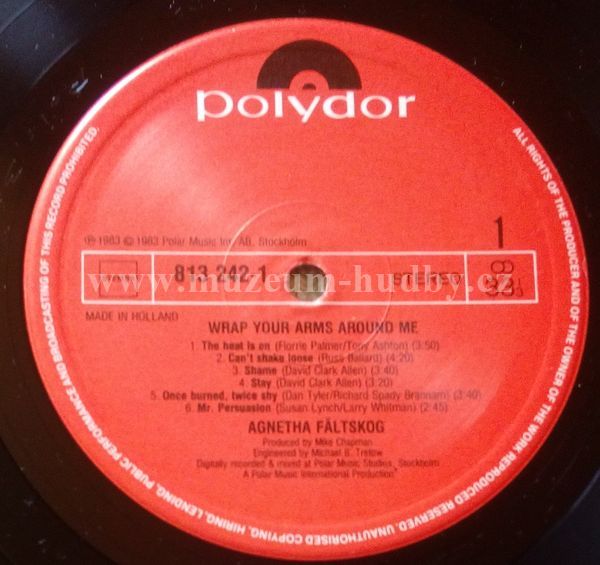 polydor
℗ 1983 © 1983 Polar Music Int. AB, Stockholm
1
813 242-1
STEREO
33⅓
www.muzeum-hudby.cz
MADE IN HOLLAND
WRAP YOUR ARMS AROUND ME
1. The heat is on (Florrie Palmer/Tony Ashton) (3:50)
2. Can't shake loose (Russ Ballard) (4:20)
3. Shame (David Clark Allen) (3:40)
4. Stay (David Clark Allen) (3:20)
5. Once burned, twice shy (Dan Tyler/Richard Spady Brannam) (3:40)
6. Mr. Persuasion (Susan Lynch/Larry Whitman) (2:45)
AGNETHA FÄLTSKOG
Produced by Mike Chapman
Engineered by Michael B. Tretow
Digitally recorded & mixed at Polar Music Studios, Stockholm
A Polar Music International Production
ALL RIGHTS OF THE PRODUCER AND OF THE OWNER OF THE WORK REPRODUCED RESERVED. UNAUTHORISED COPYING, HIRING, LENDING, PUBLIC PERFORMANCE AND BROADCASTING OF THIS RECORD PROHIBITED.